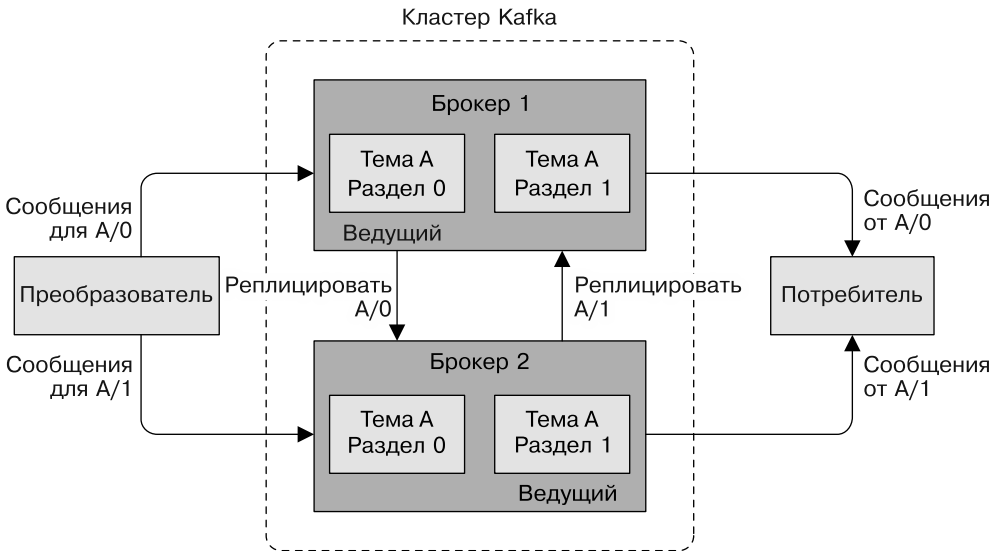 Кластер Kafka
Брокер 1
Тема A
Раздел 0
Тема A
Раздел 1
Ведущий
Сообщения
для A/0
Сообщения
от A/0
Преобразователь
Реплицировать
A/0
Реплицировать
A/1
Потребитель
Сообщения
для A/1
Сообщения
от A/1
Брокер 2
Тема A
Раздел 0
Тема A
Раздел 1
Ведущий